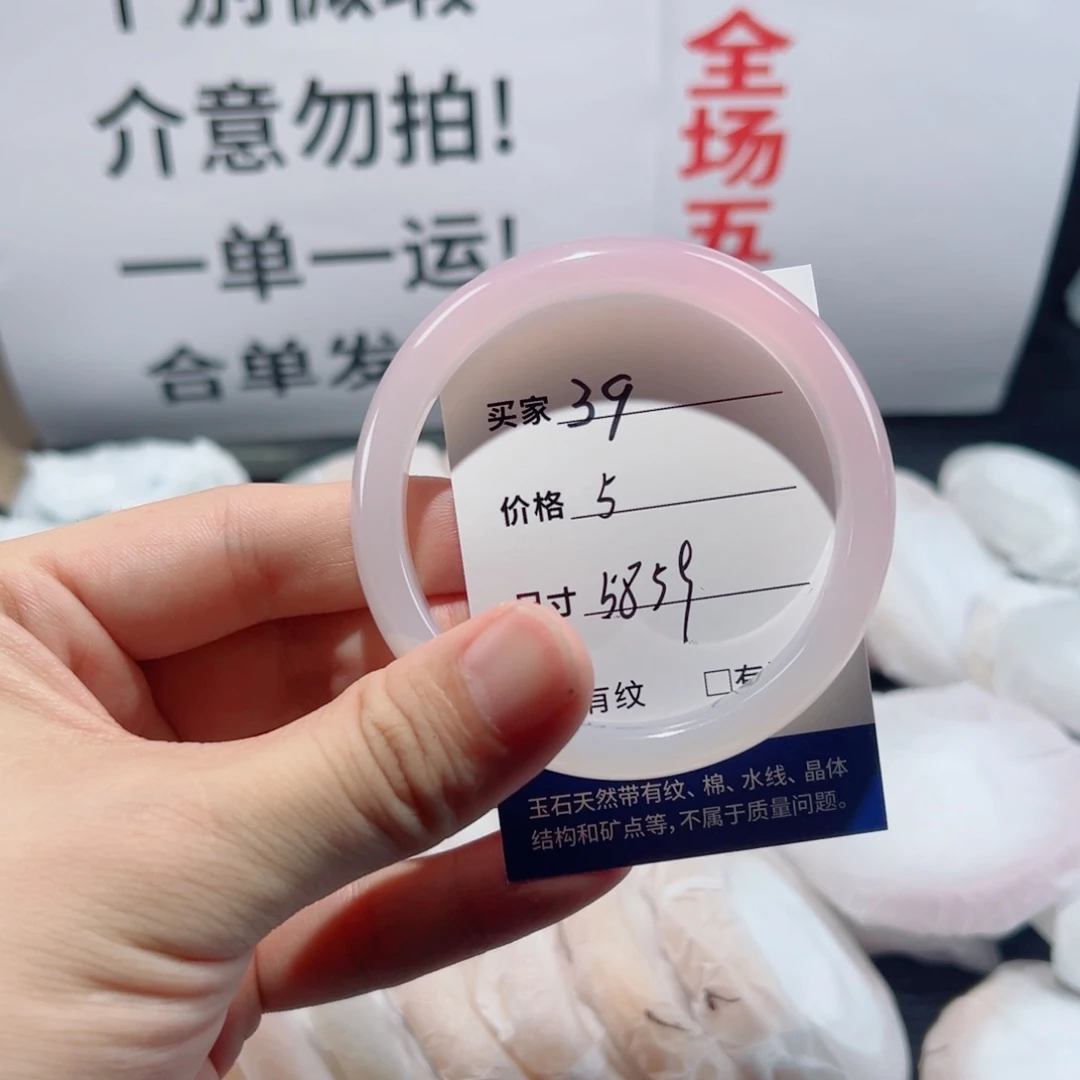 介意勿拍!
一单一运!
合单发
全场五
买家 39
价格 5
寸 5859
有纹 □有
玉石天然带有纹、棉、水线、晶体
结构和矿点等,不属于质量问题。